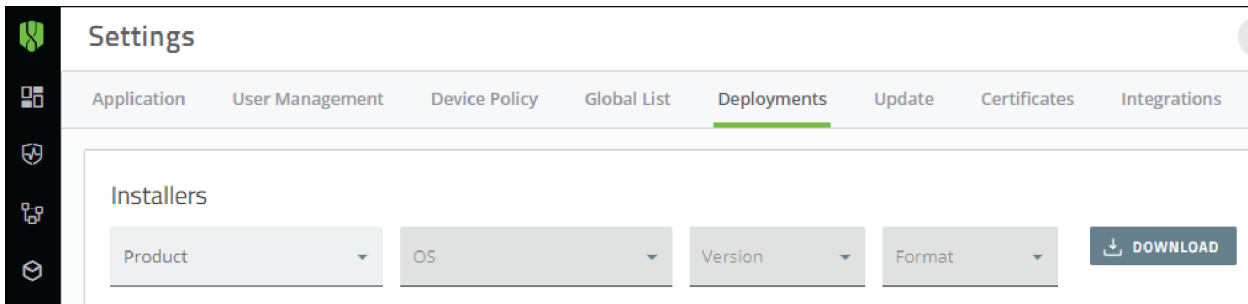 Settings
Application User Management Device Policy Global List Deployments Update Certificates Integrations
Installers
Product OS Version Format DOWNLOAD